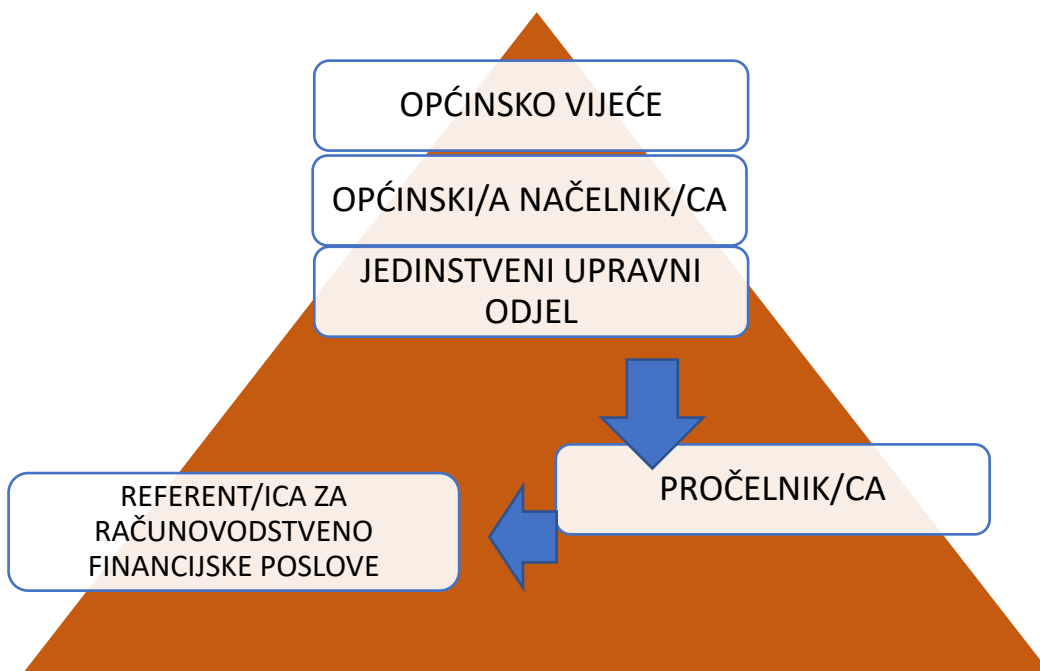 OPĆINSKO VIJEĆE
OPĆINSKI/A NAČELNIK/CA
JEDINSTVENI UPRAVNI
ODJEL
PROČELNIK/CA
REFERENT/ICA ZA
RAČUNOVODSTVENO
FINANCIJSKE POSLOVE